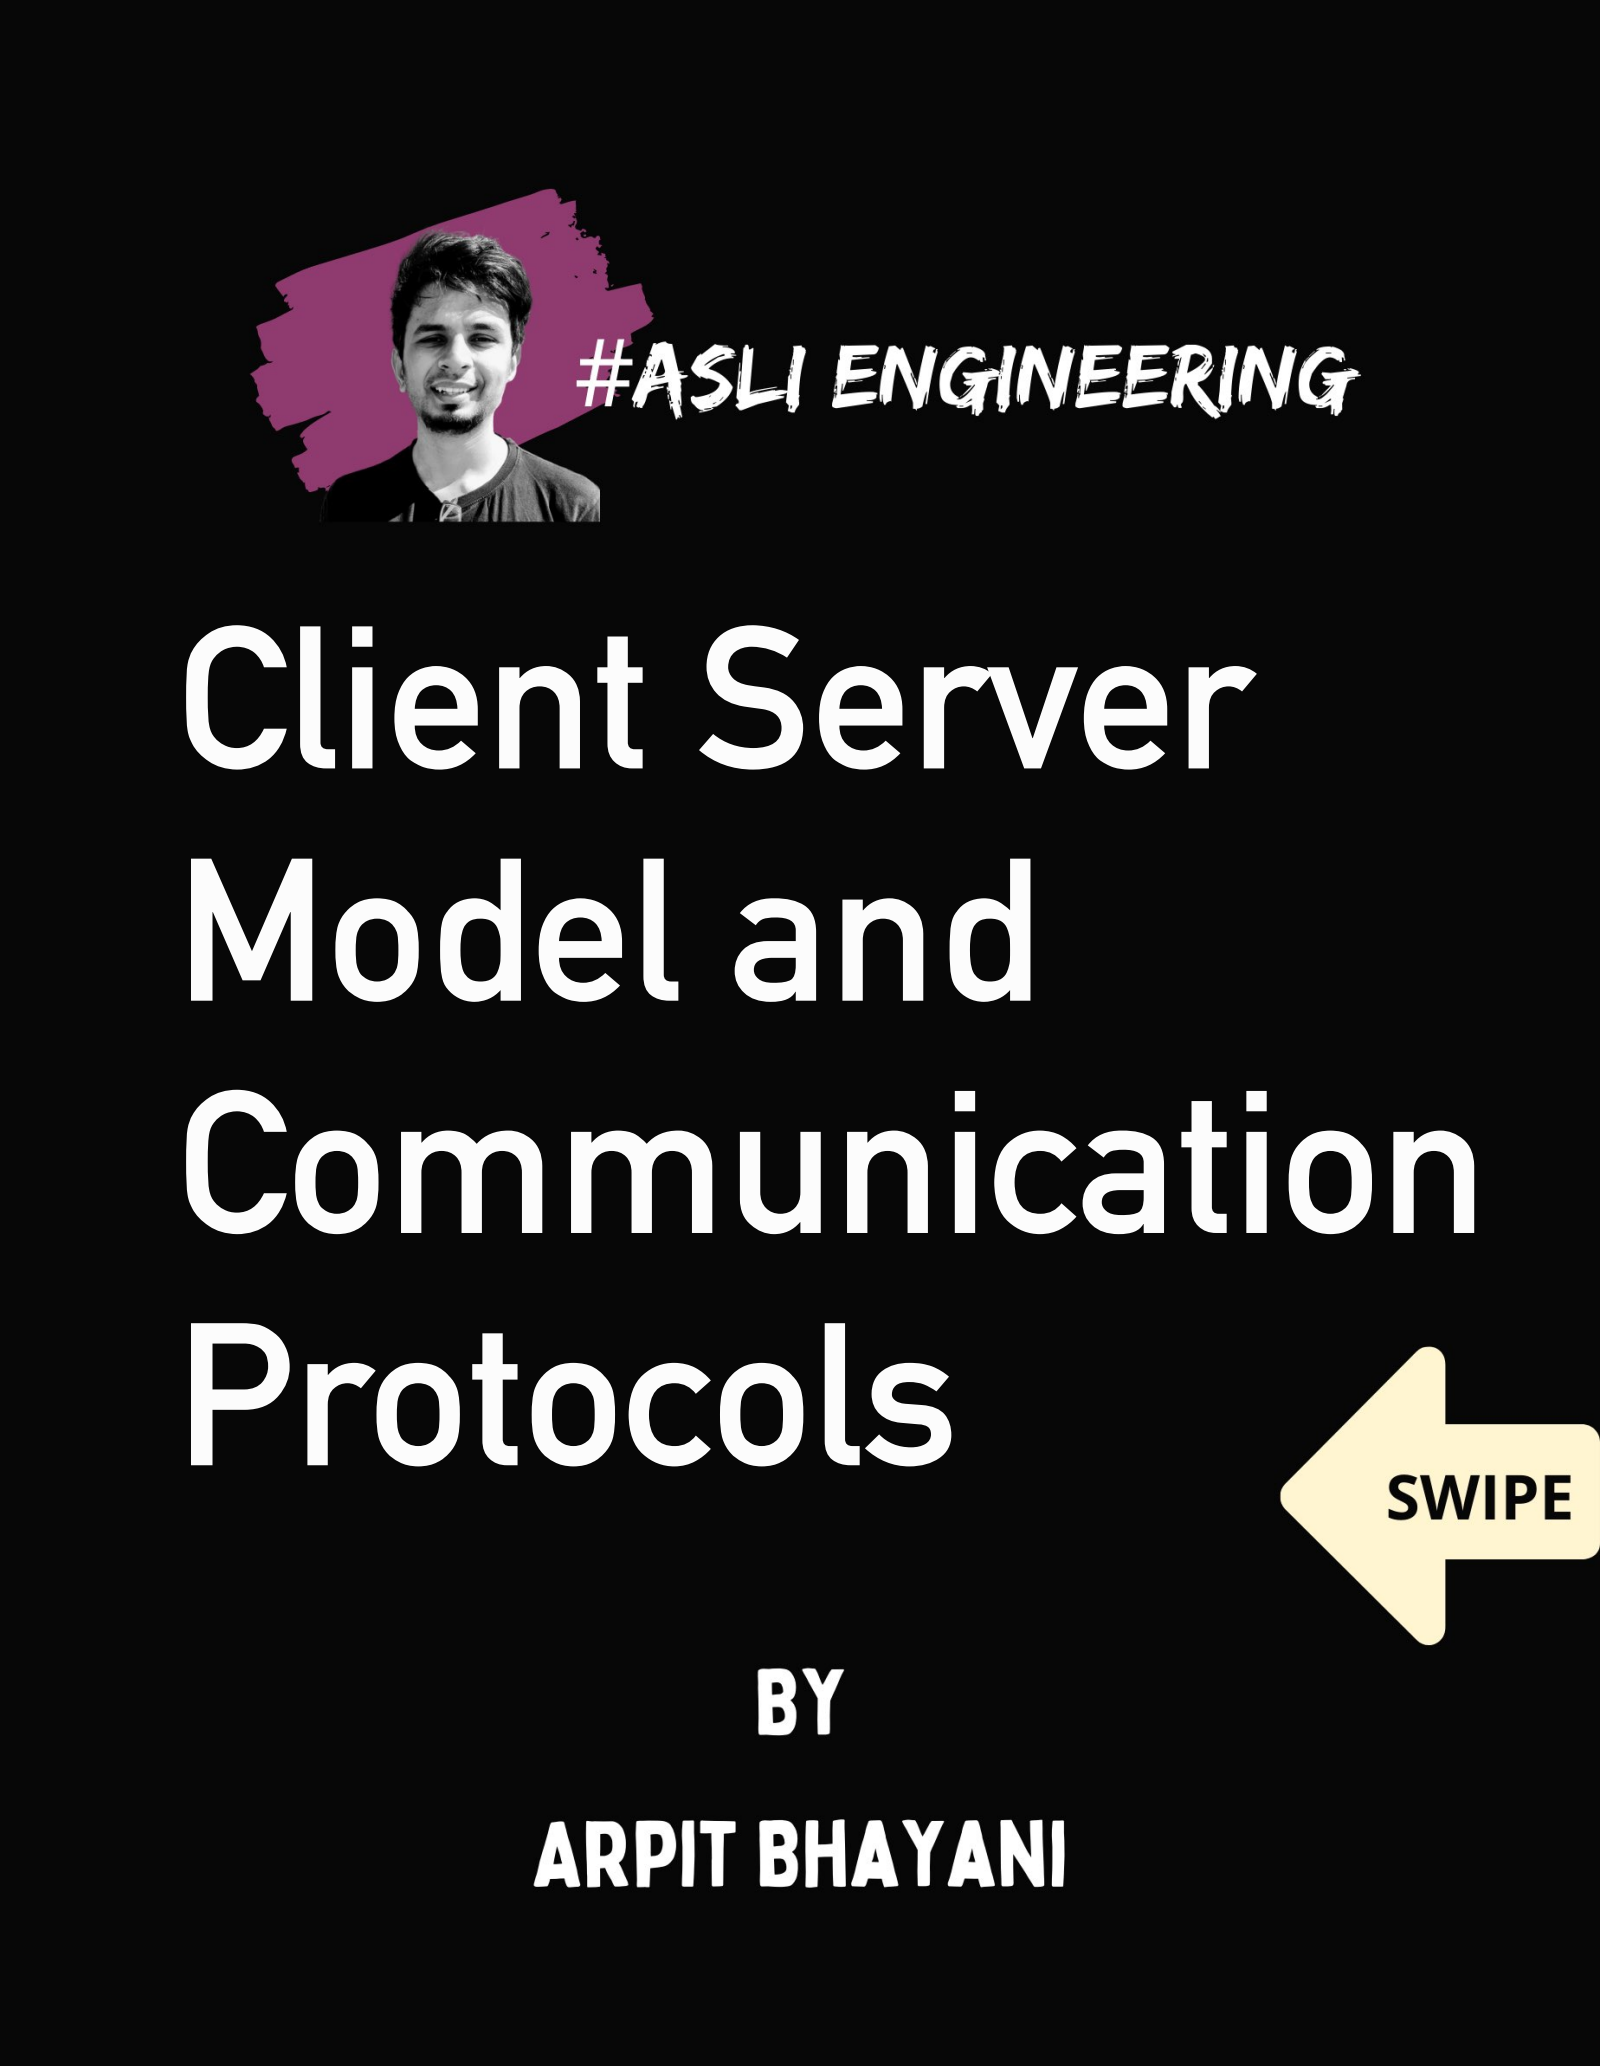 #ASLI ENGINEERING
Client Server
Model and
Communication
Protocols
SWIPE
BY
ARPIT BHAYANI